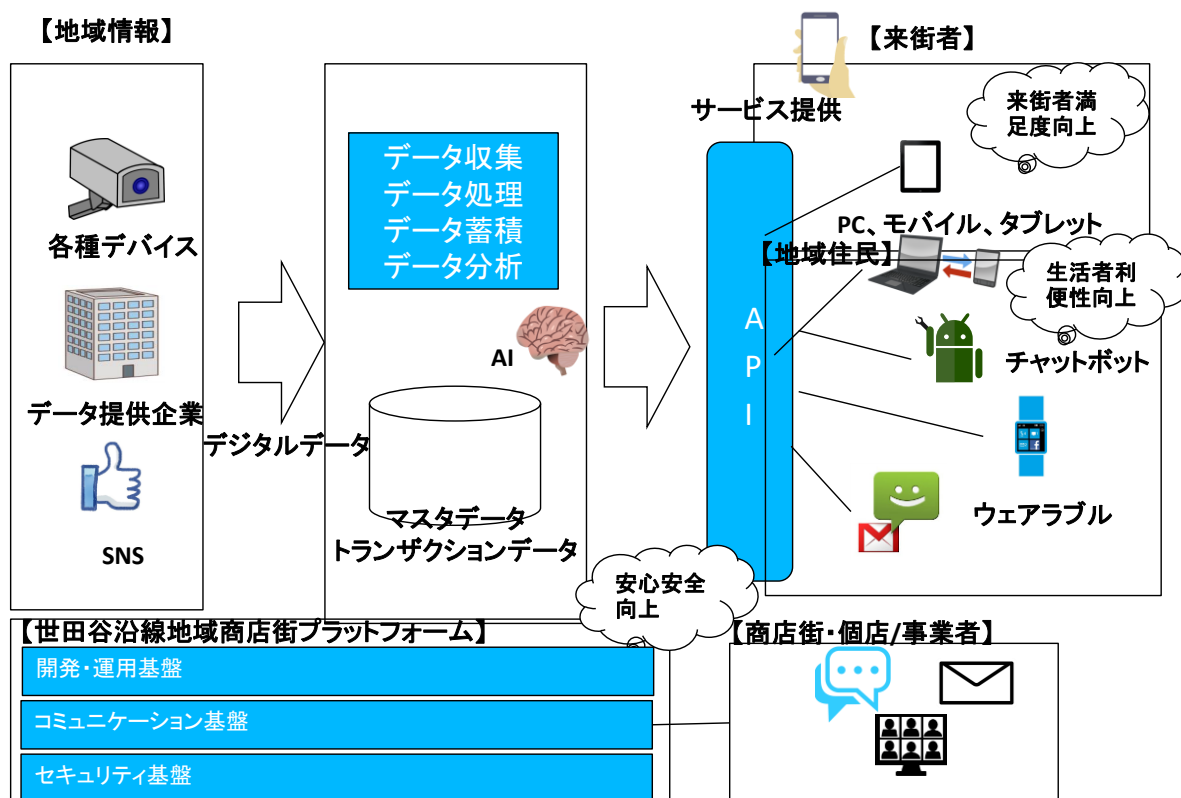 【地域情報】
各種デバイス
データ提供企業
SNS
デジタルデータ
データ収集
データ処理
データ蓄積
データ分析
AI
マスタデータ
トランザクションデータ
サービス提供
A
P
I
【来街者】
来街者満
足度向上
PC、モバイル、タブレット
【地域住民】
生活者利
便性向上
チャットボット
ウェアラブル
安心安全
向上
【世田谷沿線地域商店街プラットフォーム】
開発・運用基盤
コミュニケーション基盤
セキュリティ基盤
【商店街・個店/事業者】